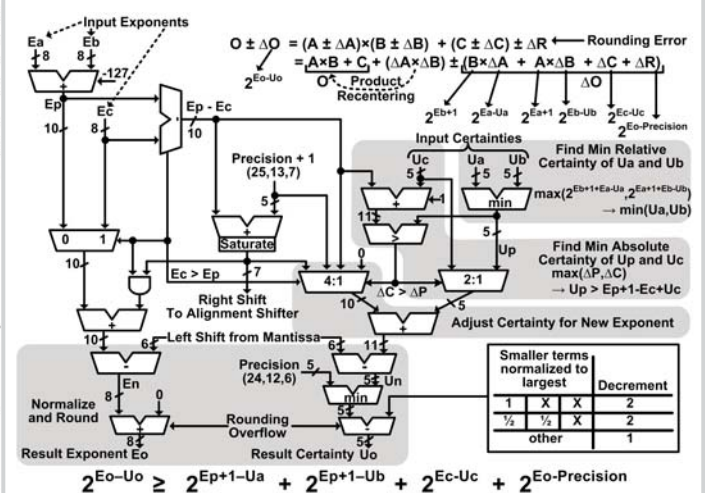 Input Exponents
Ea Eb
8 8
+
-127
Ep
Ec
10
8
-
Ep - Ec
10
O ± ΔO = (A ± ΔA)×(B ± ΔB) + (C ± ΔC) ± ΔR
Rounding Error
= A×B + C + (ΔA×ΔB) ± (B×ΔA + A×ΔB + ΔC + ΔR)
2^Eo-Uo
O
Product
Recentering
ΔO
2^Eb+1 2^Ea-Ua 2^Ea+1 2^Eb-Ub 2^Ec-Uc
2^Eo-Precision
Input Certainties
Uc Ua Ub
5 5 5
Find Min Relative
Certainty of Ua and Ub
max(2^Eb+1+Ea-Ua, 2^Ea+1+Eb-Ub)
→ min(Ua,Ub)
Precision + 1
(25,13,7)
5
+
1
min
11
>
5
Up
+
Saturate
0 1
10
Ec > Ep
7
Right Shift
To Alignment Shifter
0
4:1
2:1
ΔC > ΔP
10
5
Find Min Absolute
Certainty of Up and Uc
max(ΔP,ΔC)
→ Up > Ep+1-Ec+Uc
+
+
Adjust Certainty for New Exponent
10
6
Left Shift from Mantissa
6
11
-
-
Precision
(24,12,6)
5
5
Un
min
En
8
0
5
Normalize
and Round
+
Rounding
Overflow
-
8
5
Result Exponent Eo
Result Certainty Uo
Smaller terms
normalized to
largest
Decrement
1 X X 2
½ ½ X 2
other 1
2^Eo–Uo ≥ 2^Ep+1–Ua + 2^Ep+1–Ub + 2^Ec-Uc + 2^Eo-Precision